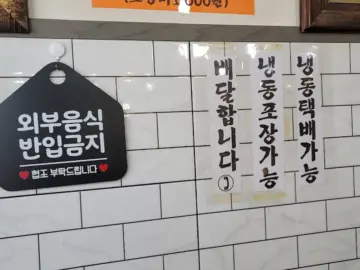 외부음식
반입금지
♥ 협조 부탁드립니다 ♥
배달합니다
냉동포장가능
냉동택배가능